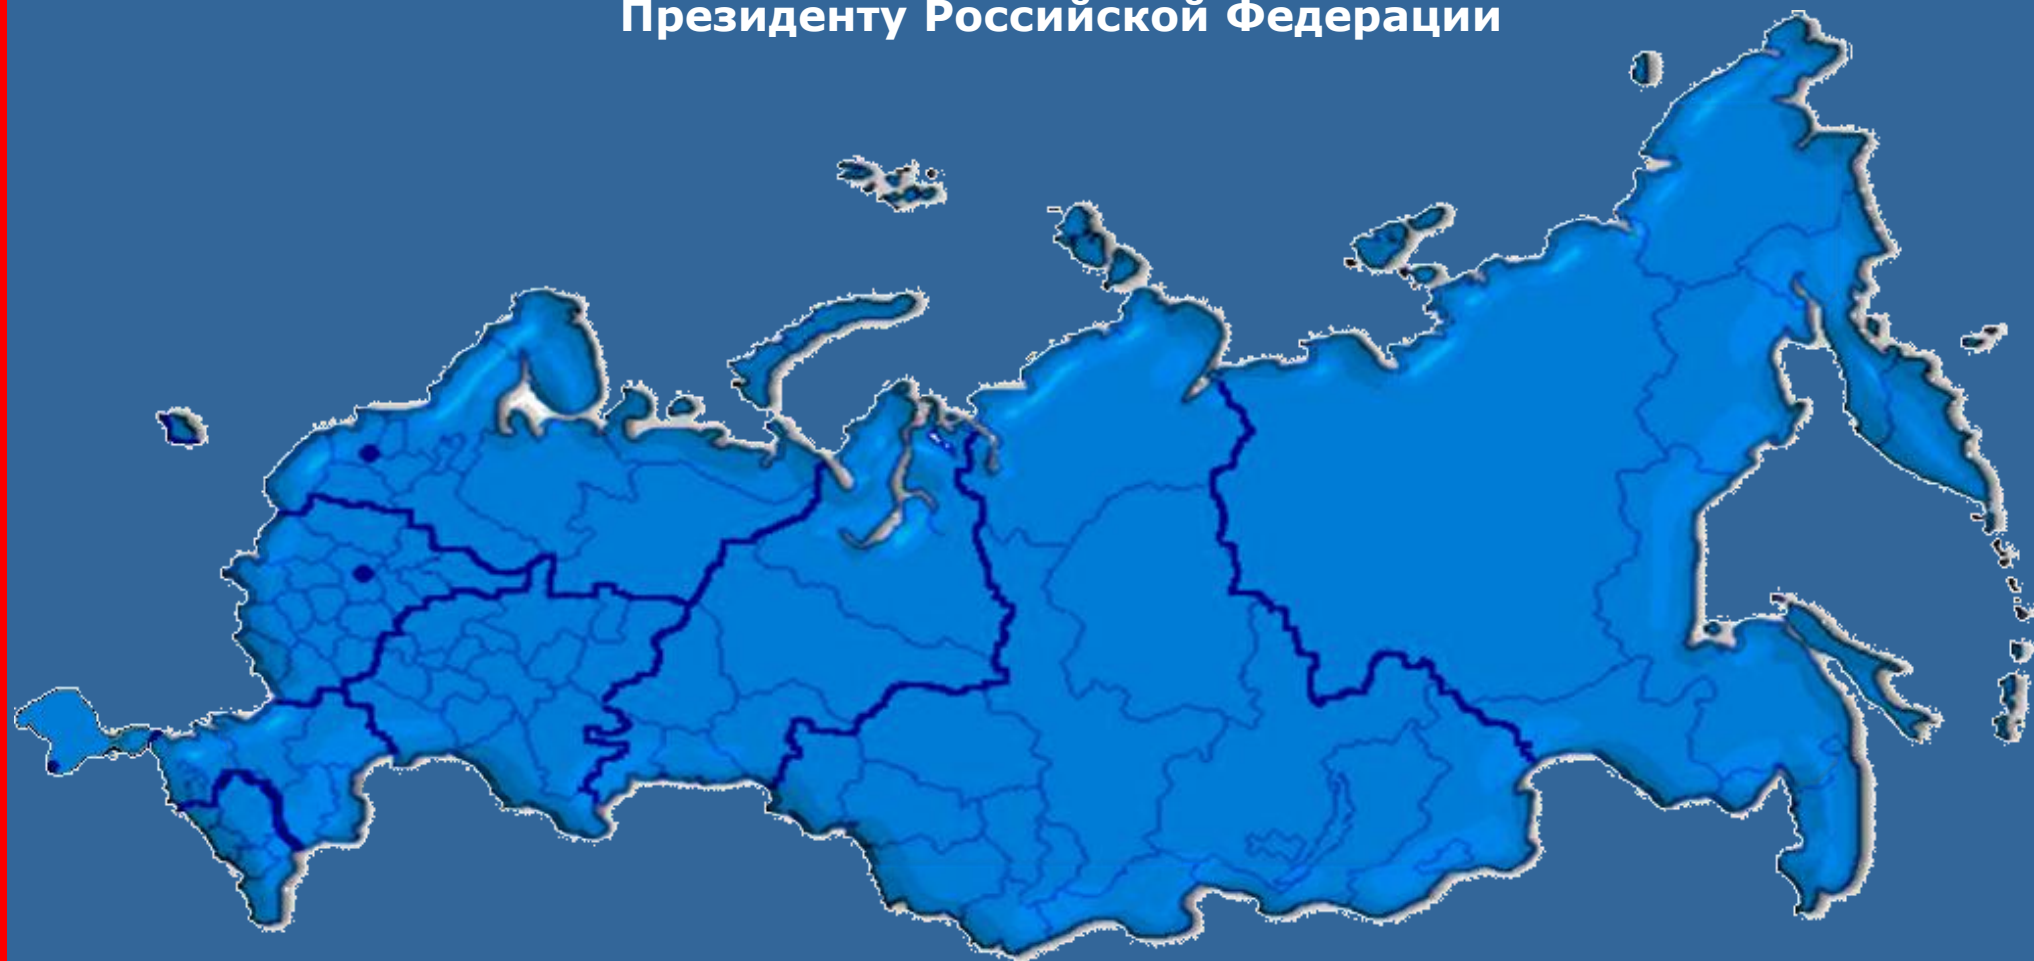 Президенту Российской Федерации